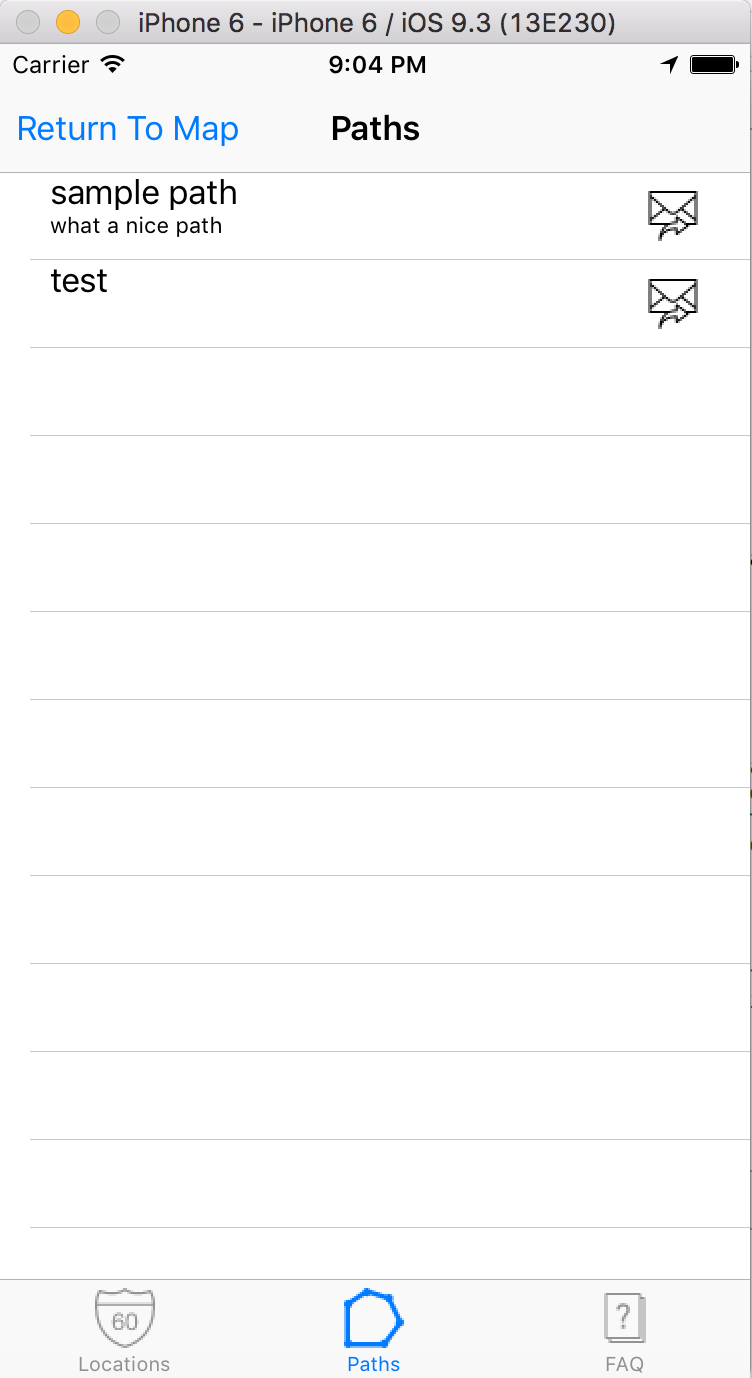 iPhone 6 - iPhone 6 / iOS 9.3 (13E230)
Carrier 9:04 PM
Return To Map Paths
sample path
what a nice path
test
60 ?
Locations Paths FAQ